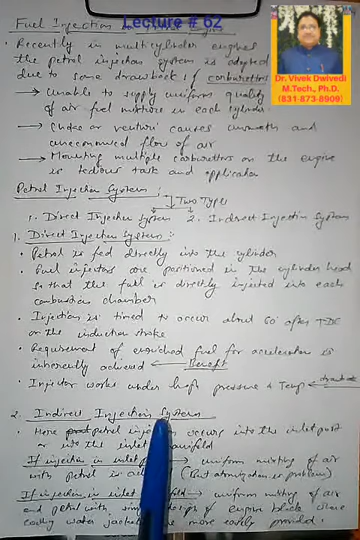 Lecture # 62
Fuel Injection in
Recently in multicylinder engines
the petrol injection system is adopted
due to some drawback of carburettors
→ Unable to supply uniform quality
of air fuel mixture in each cylinder
→ Choke or venturi causes and
uneconomical flow of air
→ Mounting multiple carburettors on the engine
is tedious task and application
Dr. Vivek Dwivedi
M.Tech., Ph.D.
(831-873-8909)
Petrol Injection System:
Two Types
1. Direct Injection System 2. Indirect Injection System
1. Direct Injection System:
Petrol is fed directly into the cylinder
Fuel injectors are positioned in the cylinder head
so that the fuel is directly injected into each
combustion chamber
Injection is timed to occur about 60° after TDC
on the induction stroke
Requirement of enriched fuel for acceleration is
inherently achieved ← Benefit
Injector works under high pressure & Temp ←
2. Indirect Injection System
Here petrol injection occurs into the inlet port
or into the inlet manifold
If injection in inlet uniform mixing of air
with petrol is (But atomization is problem)
If injection in inlet → uniform mixing of air
and petrol with simple design of engine block where
water more easily provided.